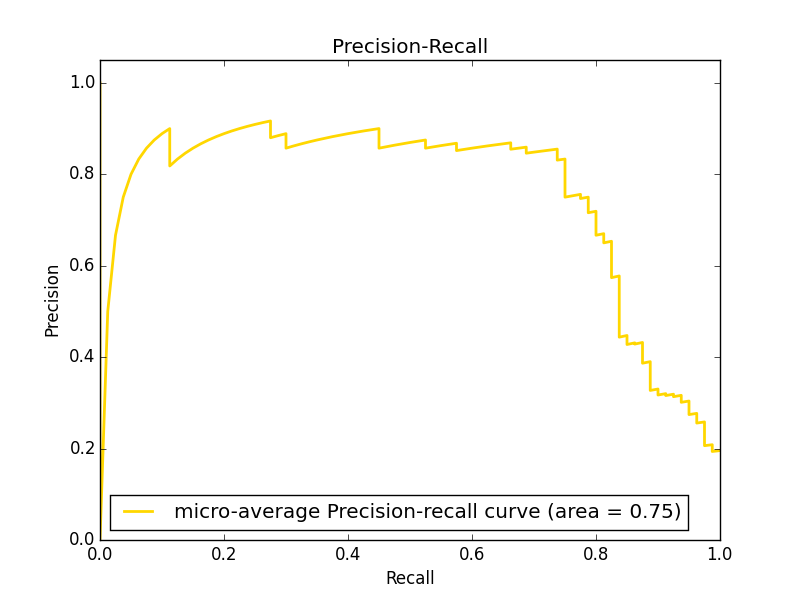 Precision-Recall
1.0
0.8
0.6
0.4
0.2
0.0
Precision
micro-average Precision-recall curve (area = 0.75)
0.0 0.2 0.4 0.6 0.8 1.0
Recall